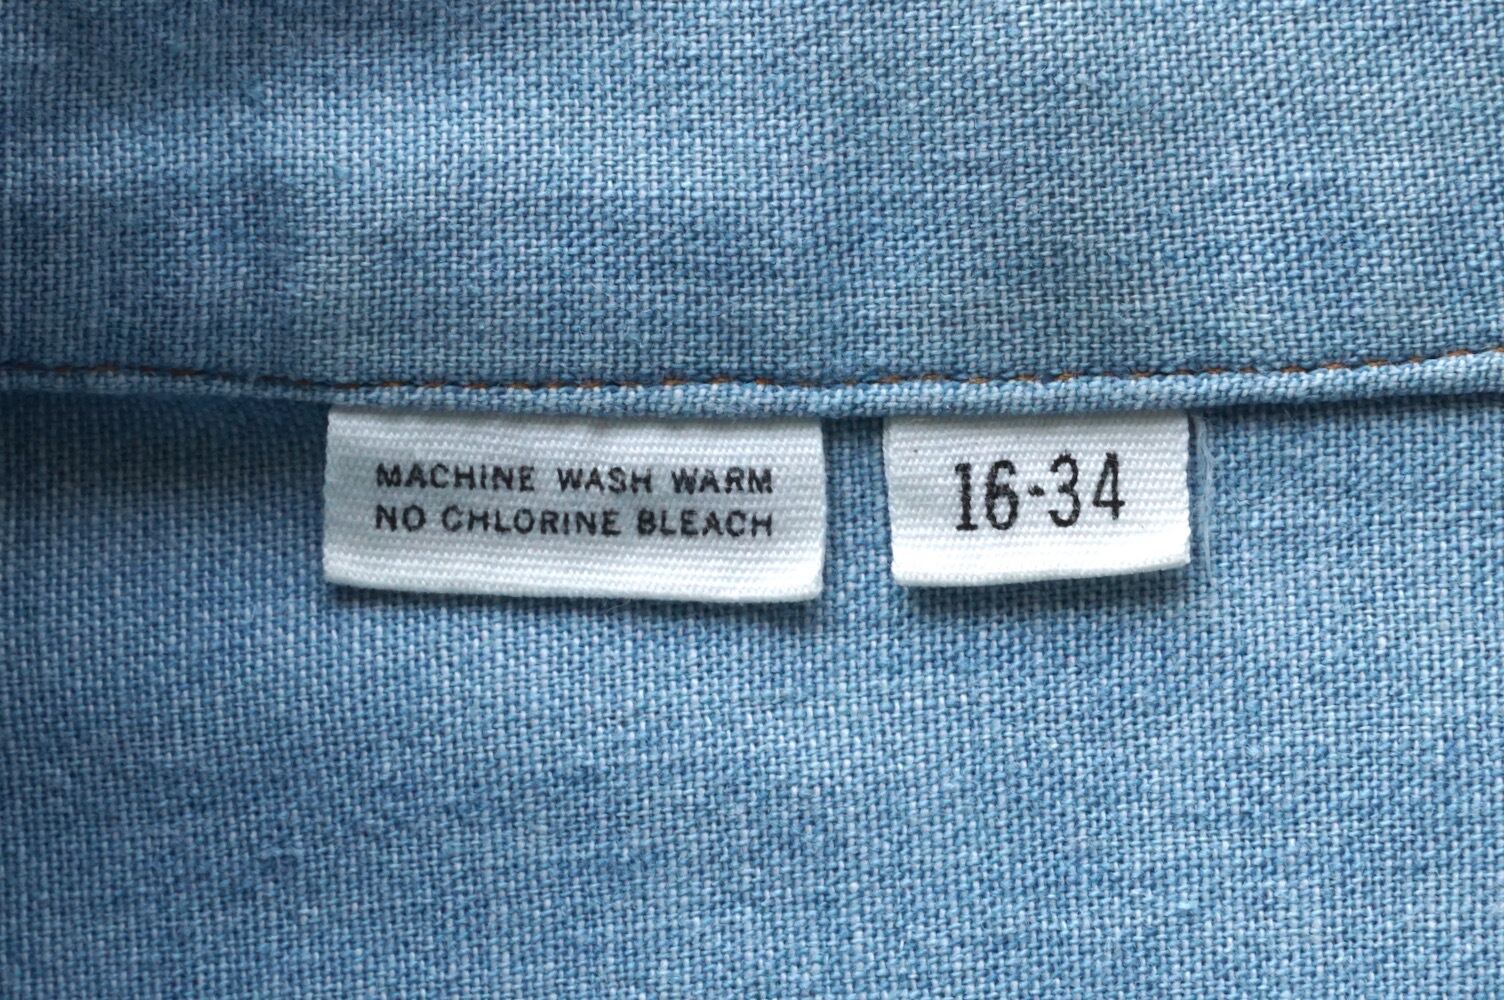 MACHINE WASH WARM
NO CHLORINE BLEACH
16-34